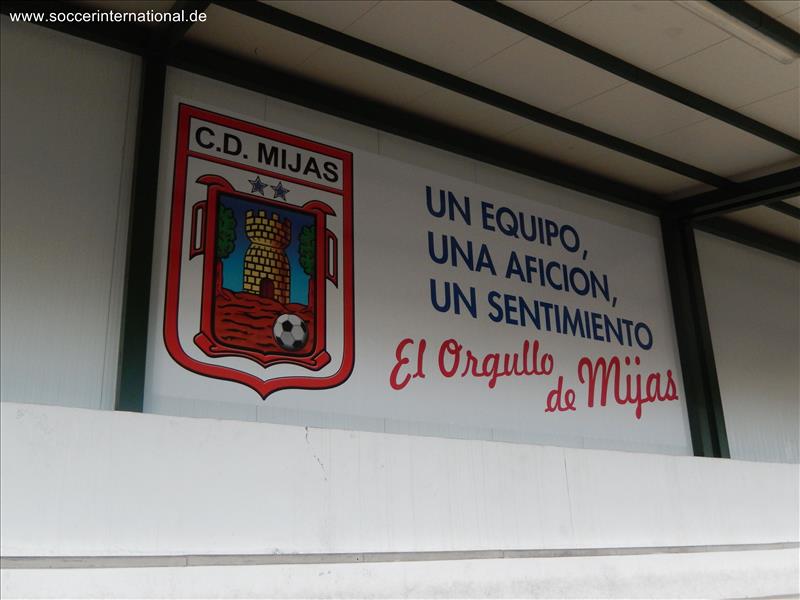 www.soccerinternational.de
C.D. MIJAS
UN EQUIPO,
UNA AFICION,
UN SENTIMIENTO
El Orgullo
de Mijas